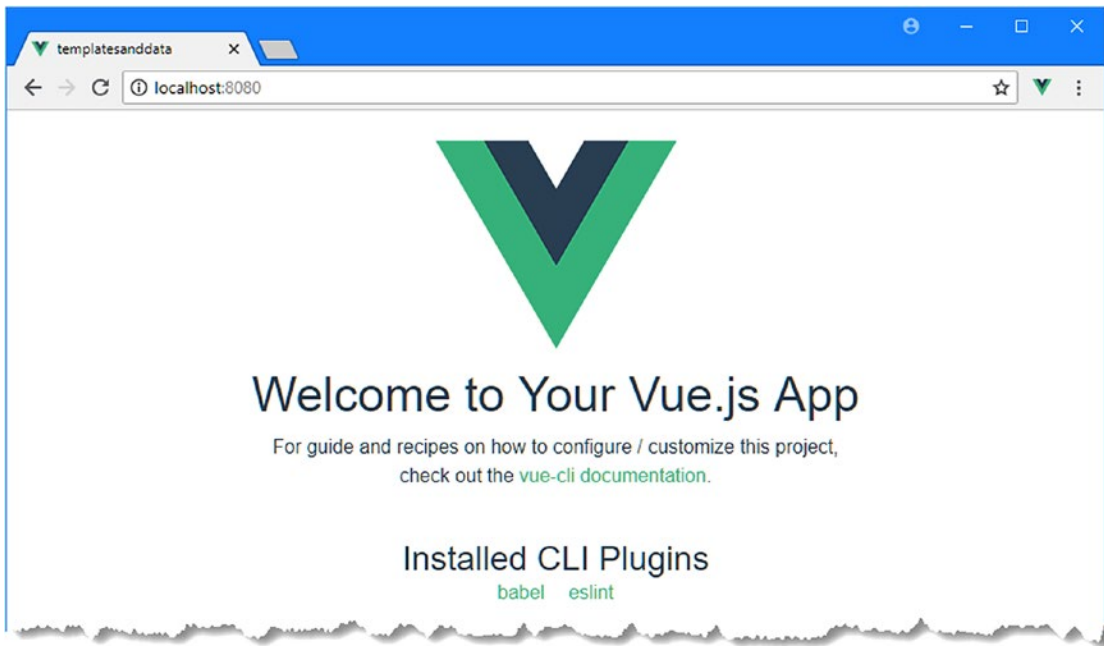 templatesanddata
localhost:8080
Welcome to Your Vue.js App
For guide and recipes on how to configure / customize this project,
check out the vue-cli documentation.
Installed CLI Plugins
babel eslint